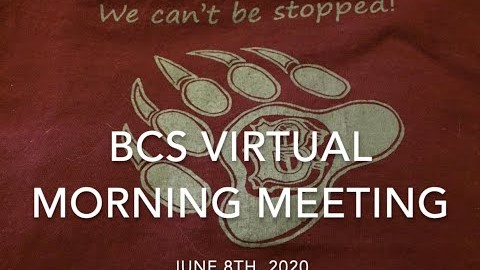 We can't be stopped!
BCS VIRTUAL
MORNING MEETING
JUNE 8TH, 2020